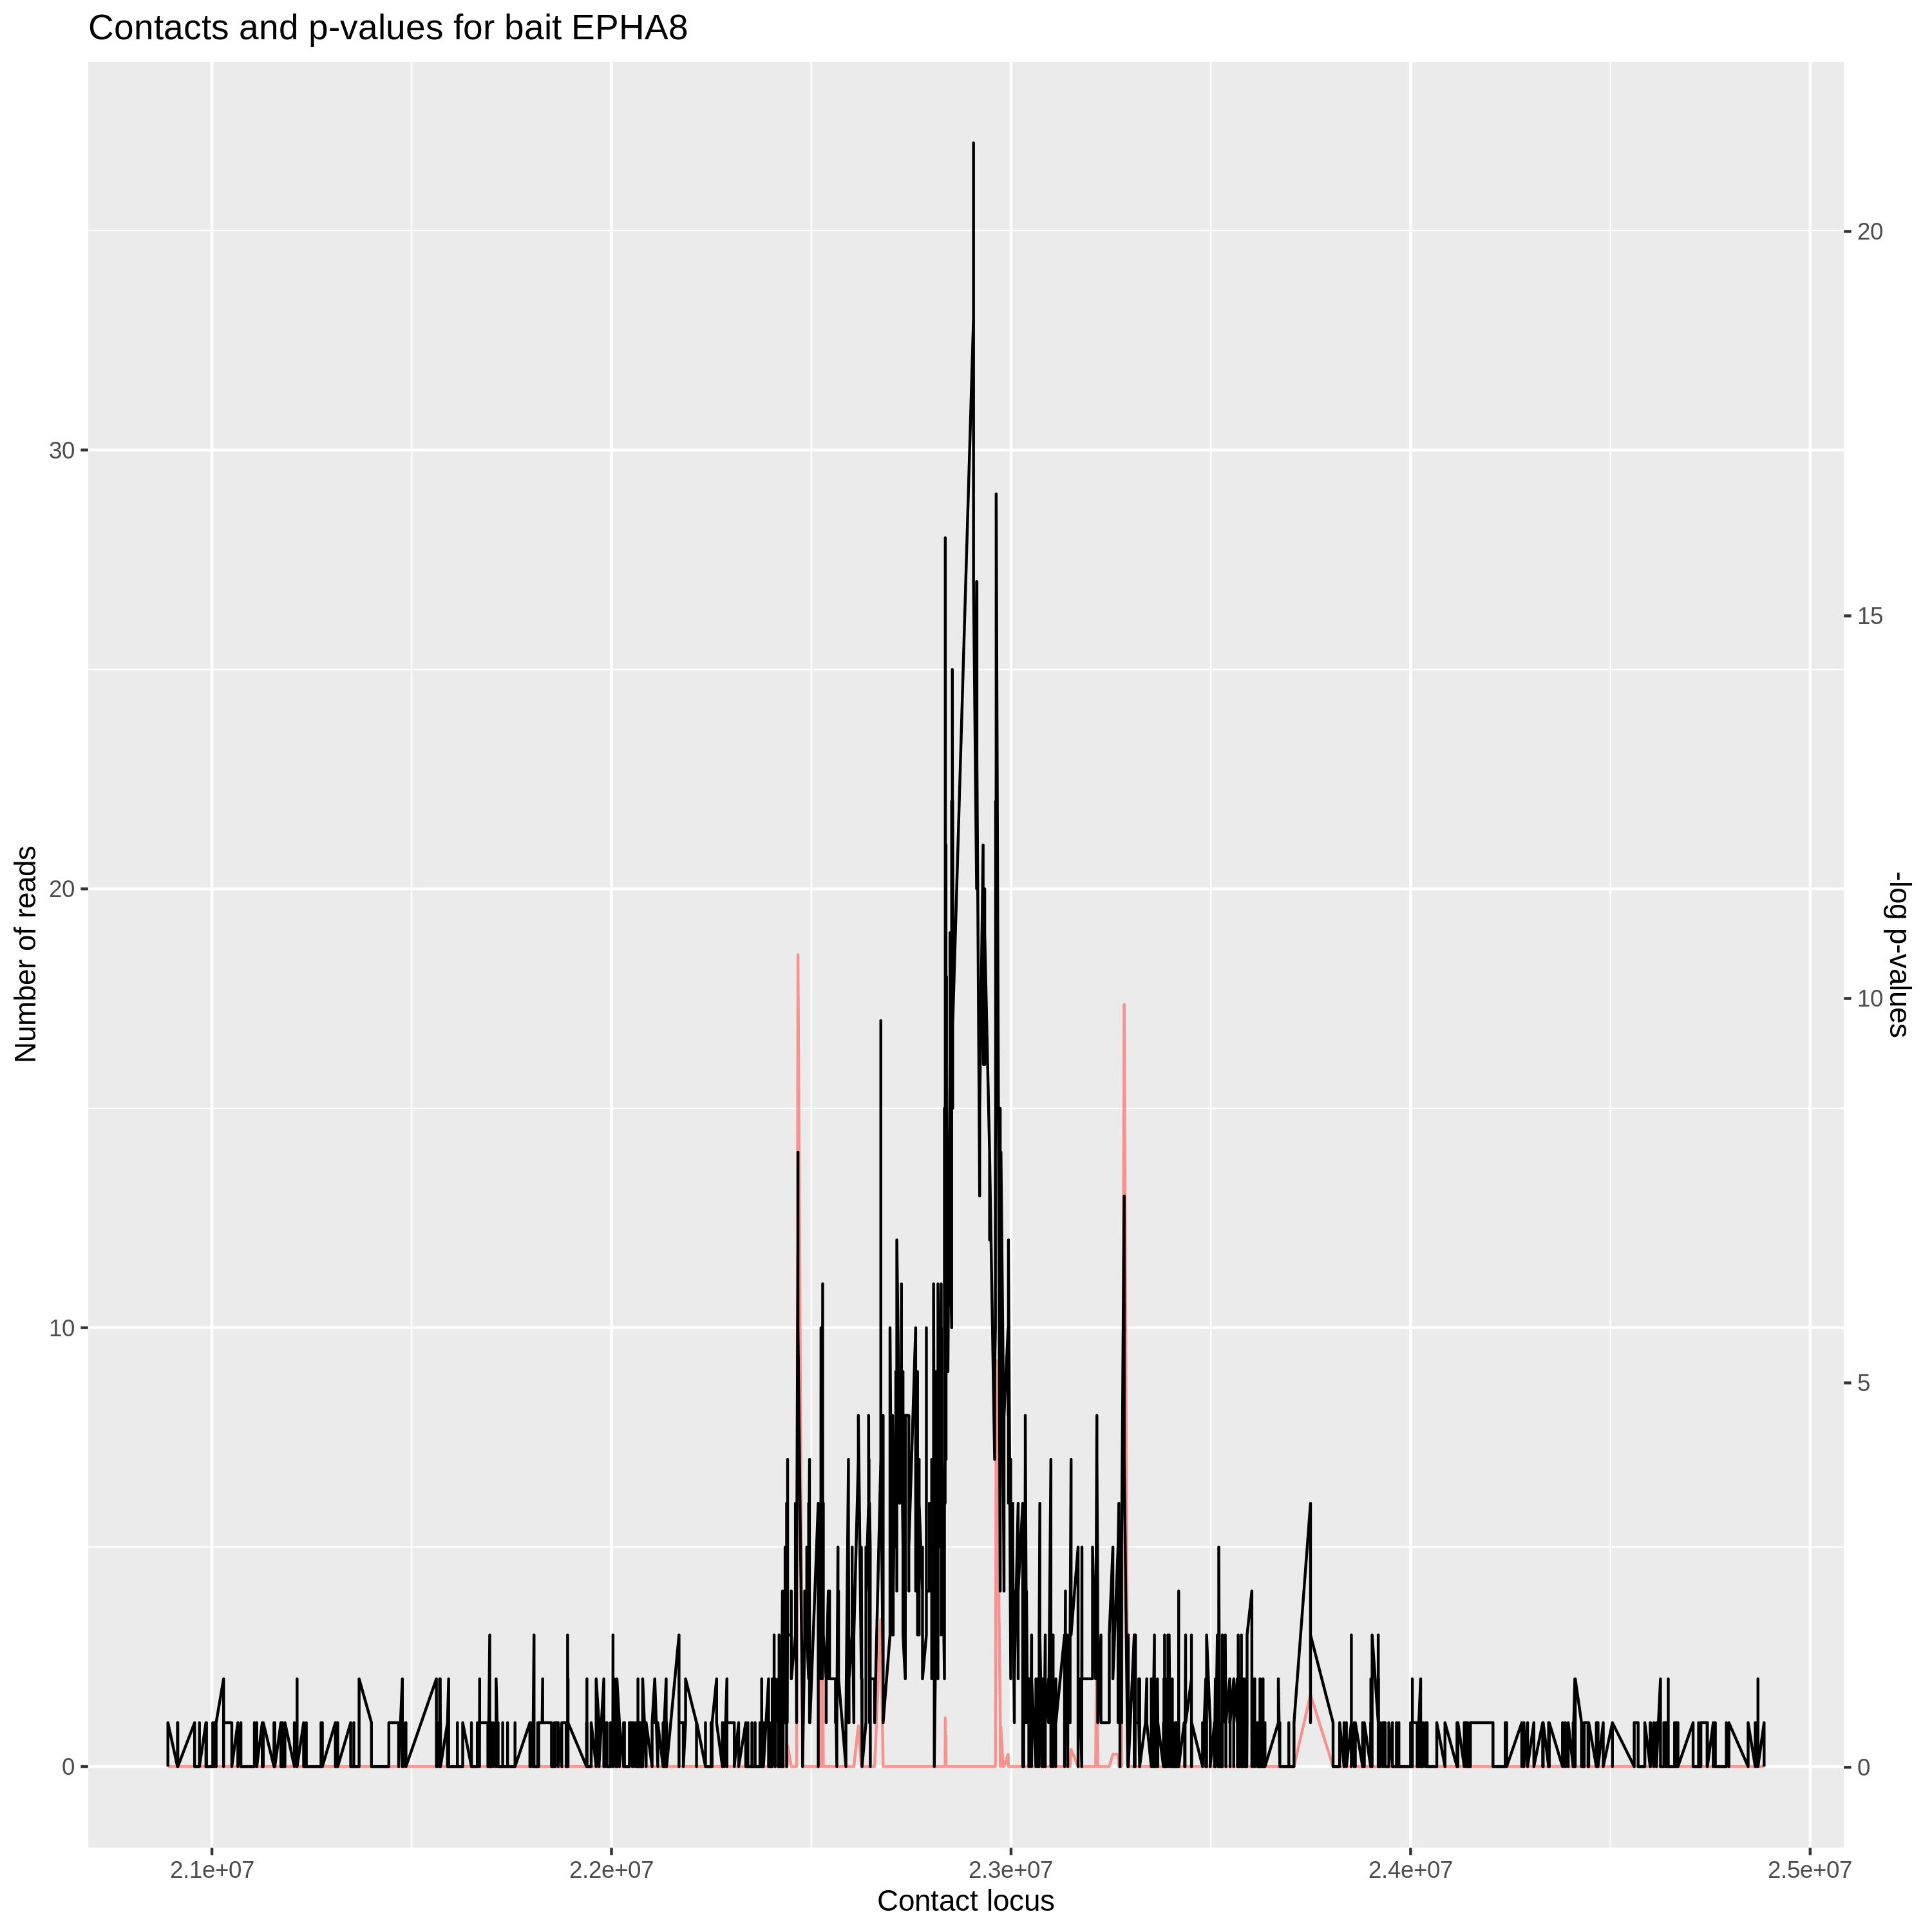 Contacts and p-values for bait EPHA8
Number of reads
30
20
10
0
20
15
10
5
0
-log p-values
2.1e+07 2.2e+07 2.3e+07 2.4e+07 2.5e+07
Contact locus